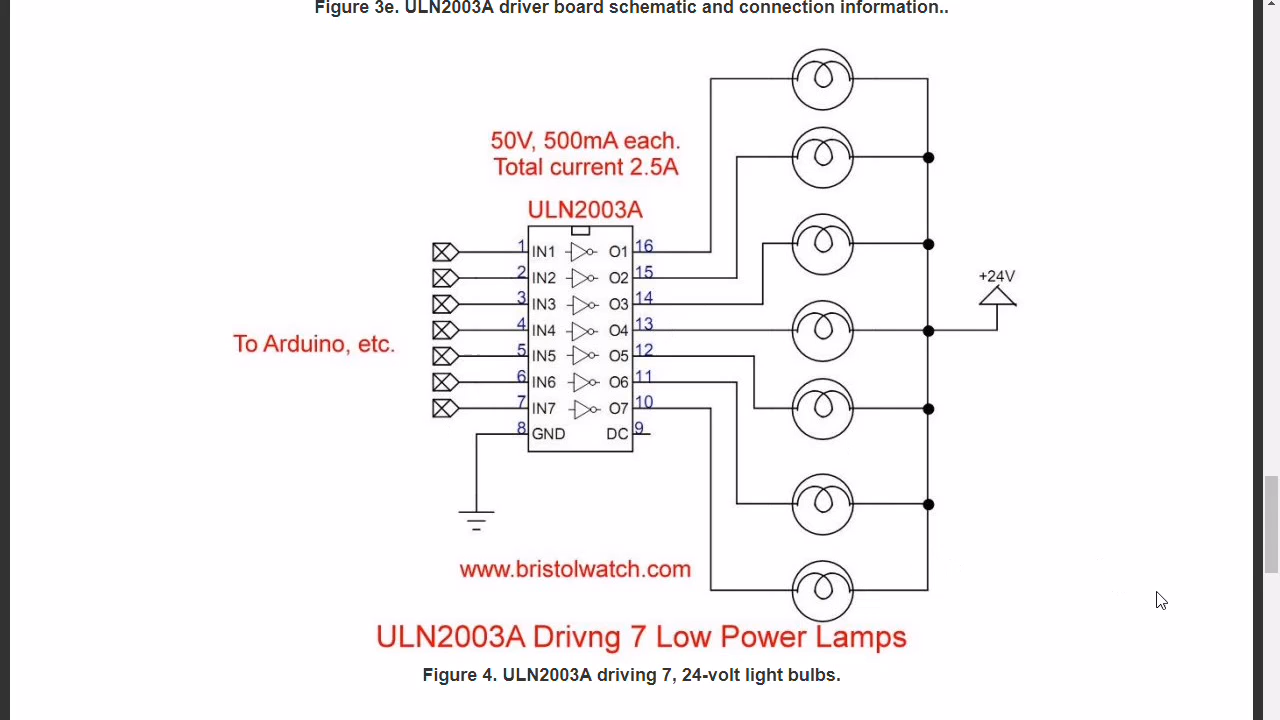 Figure 3e. ULN2003A driver board schematic and connection information..
50V, 500mA each.
Total current 2.5A
ULN2003A
1 IN1 O1 16
2 IN2 O2 15
3 IN3 O3 14
4 IN4 O4 13
5 IN5 O5 12
6 IN6 O6 11
7 IN7 O7 10
8 GND DC 9
+24V
To Arduino, etc.
www.bristolwatch.com
ULN2003A Drivng 7 Low Power Lamps
Figure 4. ULN2003A driving 7, 24-volt light bulbs.